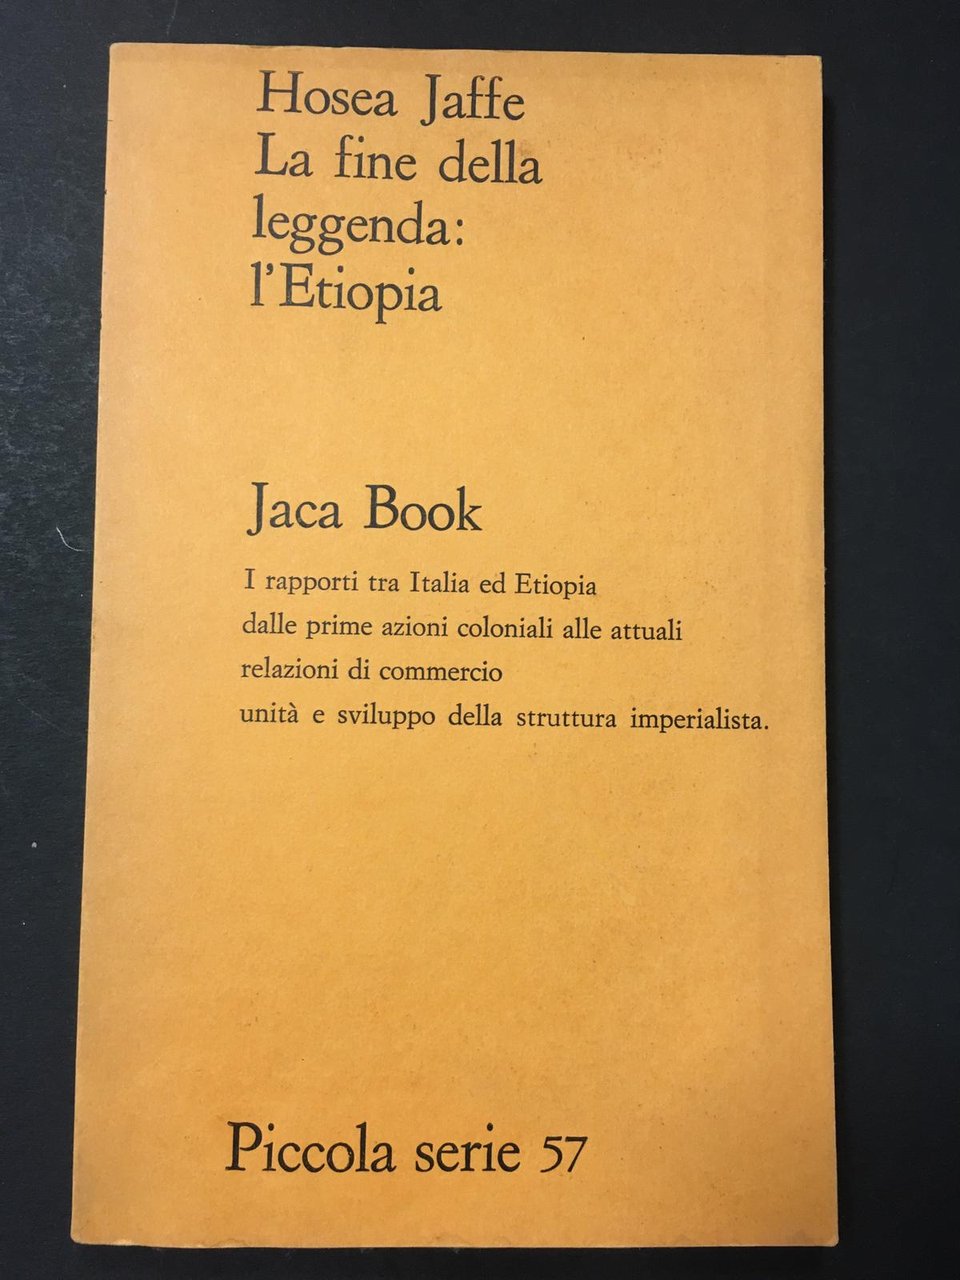 Hosea Jaffe
La fine della
leggenda:
l'Etiopia
Jaca Book
I rapporti tra Italia ed Etiopia
dalle prime azioni coloniali alle attuali
relazioni di commercio
unità e sviluppo della struttura imperialista.
Piccola serie 57